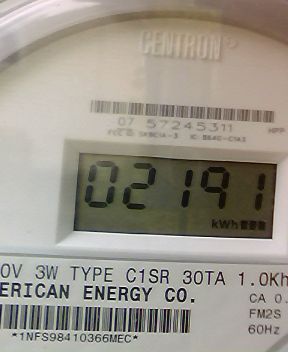 CENTRON®
07 57245311 HPP
02191
kWh
0V 3W TYPE C1SR 30TA 1.0Kh
ERICAN ENERGY CO. CA 0.
FM2S
60Hz
*1NFS98410366MEC*